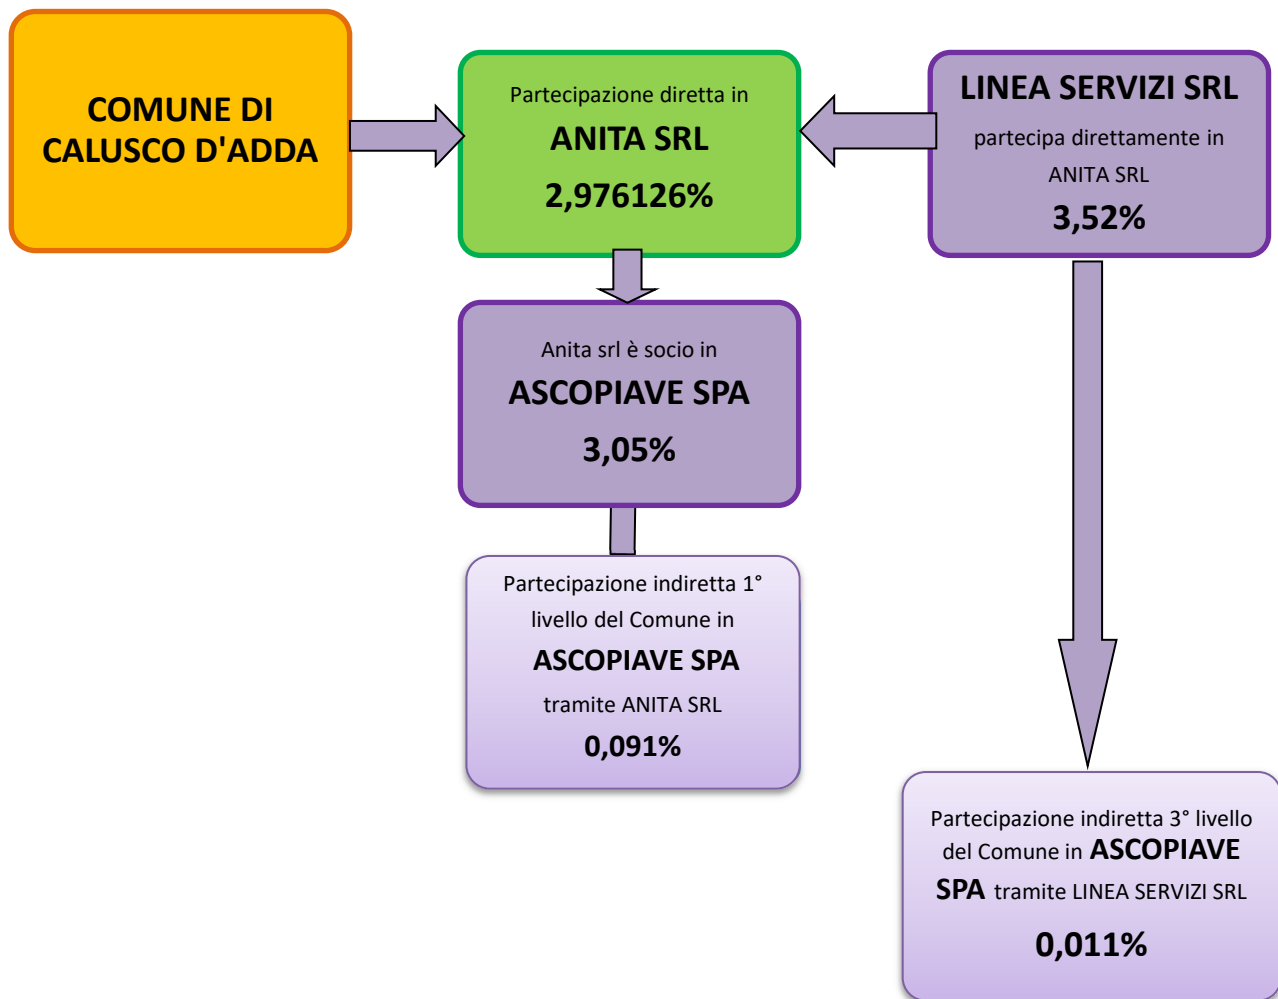 COMUNE DI
CALUSCO D'ADDA
Partecipazione diretta in
ANITA SRL
2,976126%
LINEA SERVIZI SRL
partecipa direttamente in
ANITA SRL
3,52%
Anita srl è socio in
ASCOPIAVE SPA
3,05%
Partecipazione indiretta 1°
livello del Comune in
ASCOPIAVE SPA
tramite ANITA SRL
0,091%
Partecipazione indiretta 3° livello
del Comune in ASCOPIAVE
SPA tramite LINEA SERVIZI SRL
0,011%